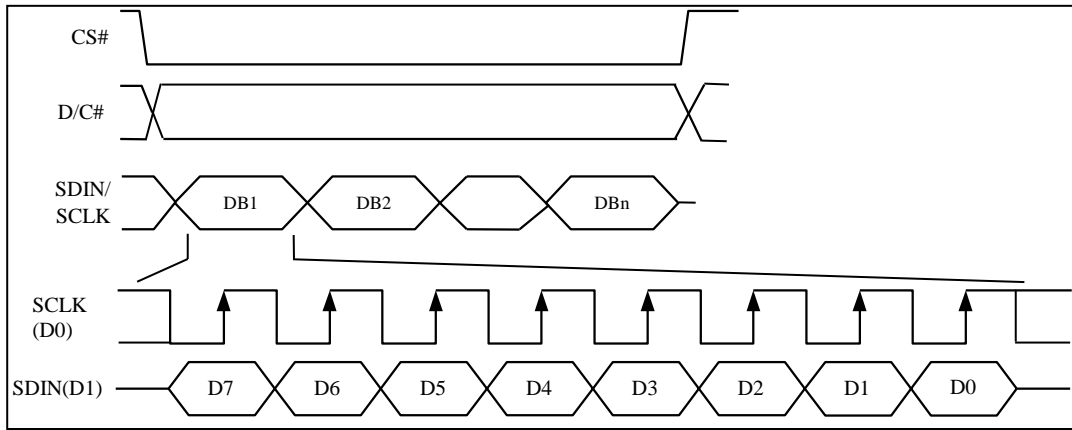 CS#
D/C#
SDIN/
SCLK
DB1 DB2 DBn
SCLK
(D0)
SDIN(D1) D7 D6 D5 D4 D3 D2 D1 D0